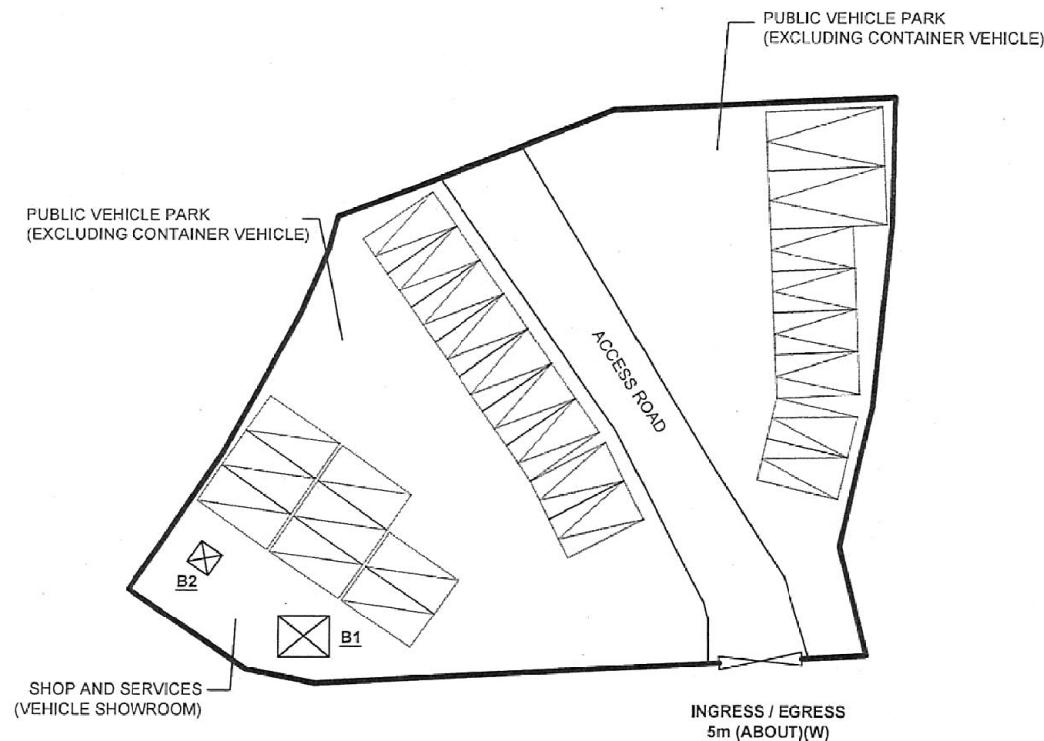 PUBLIC VEHICLE PARK
(EXCLUDING CONTAINER VEHICLE)
PUBLIC VEHICLE PARK
(EXCLUDING CONTAINER VEHICLE)
ACCESS ROAD
B2
B1
SHOP AND SERVICES
(VEHICLE SHOWROOM)
INGRESS / EGRESS
5m (ABOUT)(W)